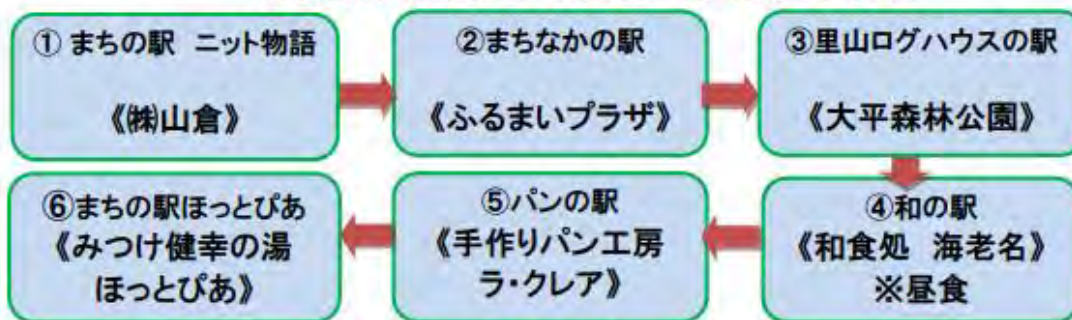 ① まちの駅 ニット物語
《㈱山倉》
②まちなかの駅
《ふるまいプラザ》
③里山ログハウスの駅
《大平森林公園》
④和の駅
《和食処 海老名》
※昼食
⑤パンの駅
《手作りパン工房
ラ・クレア》
⑥まちの駅ほっとぴあ
《みつけ健幸の湯
ほっとぴあ》